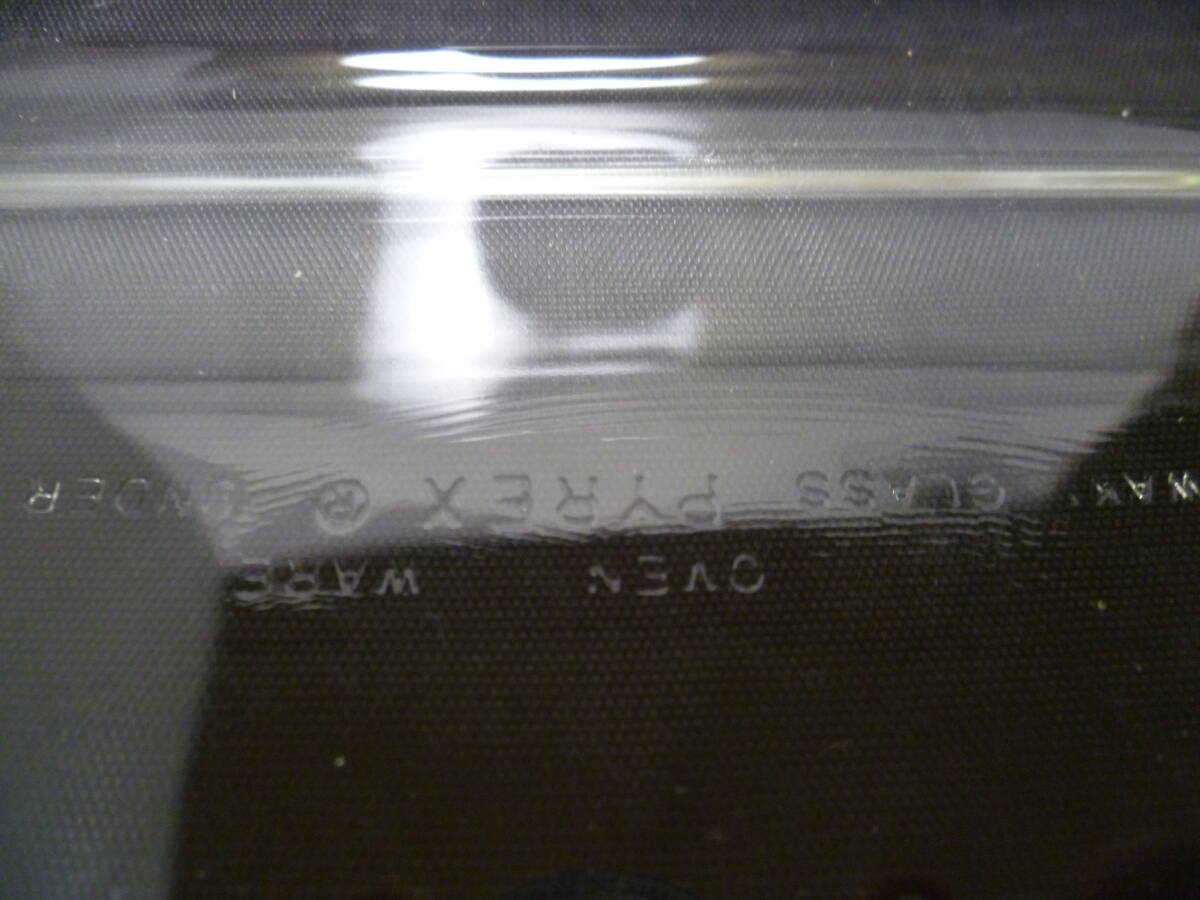 GLASS PYREX ® UNDER
OVEN WARE